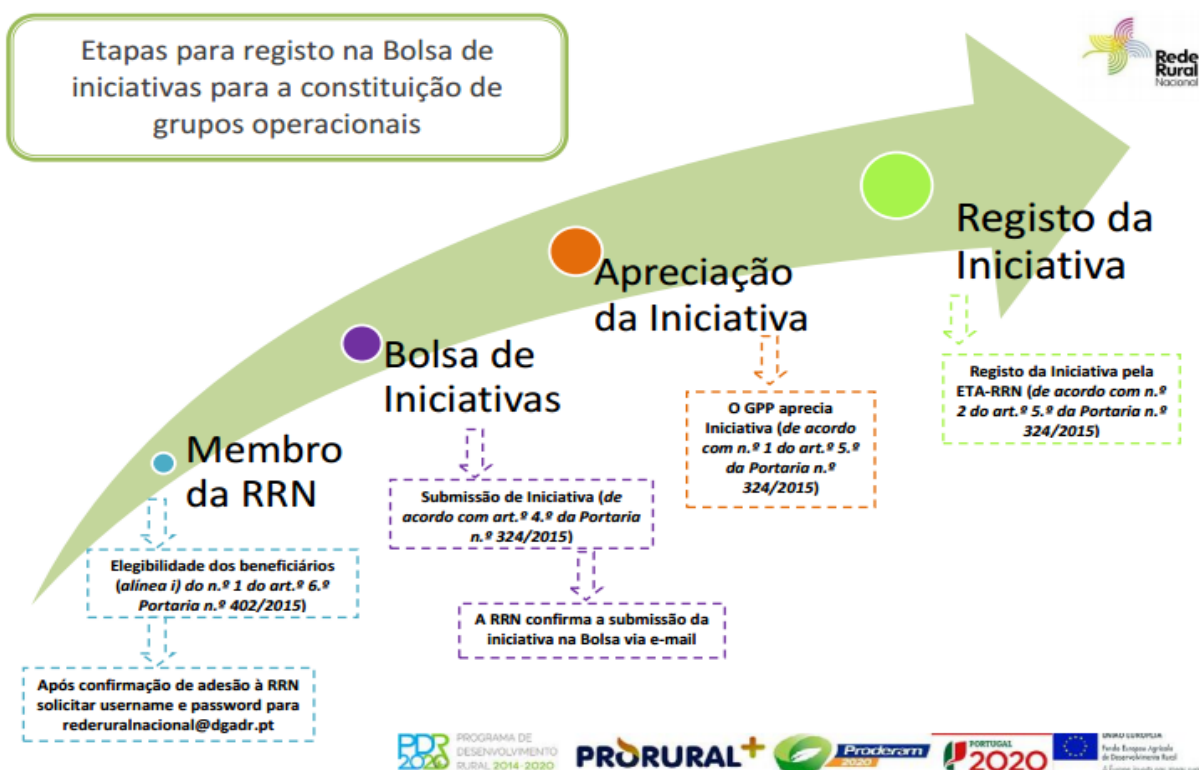 Etapas para registo na Bolsa de
iniciativas para a constituição de
grupos operacionais
Rede
Rural
Nacional
Registo da
Iniciativa
Apreciação
da Iniciativa
Bolsa de
Iniciativas
Membro
da RRN
Registo da Iniciativa pela
ETA-RRN (de acordo com n.º
2 do art.º 5.º da Portaria n.º
324/2015)
O GPP aprecia
Iniciativa (de acordo
com n.º 1 do art.º 5.º
da Portaria n.º
324/2015)
Submissão de Iniciativa (de
acordo com art.º 4.º da Portaria
n.º 324/2015)
A RRN confirma a submissão da
iniciativa na Bolsa via e-mail
Elegibilidade dos beneficiários
(alínea i) do n.º 1 do art.º 6.º
Portaria n.º 402/2015)
Após confirmação de adesão à RRN
solicitar username e password para
rederuralnacional@dgadr.pt
PDR
2020
PROGRAMA DE
DESENVOLVIMENTO
RURAL 2014·2020
PRORURAL+
Proderam
2020
PORTUGAL
2020
UNIÃO EUROPEIA
Fundo Europeu Agrícola
de Desenvolvimento Rural
A Europa investe nas zonas rurais